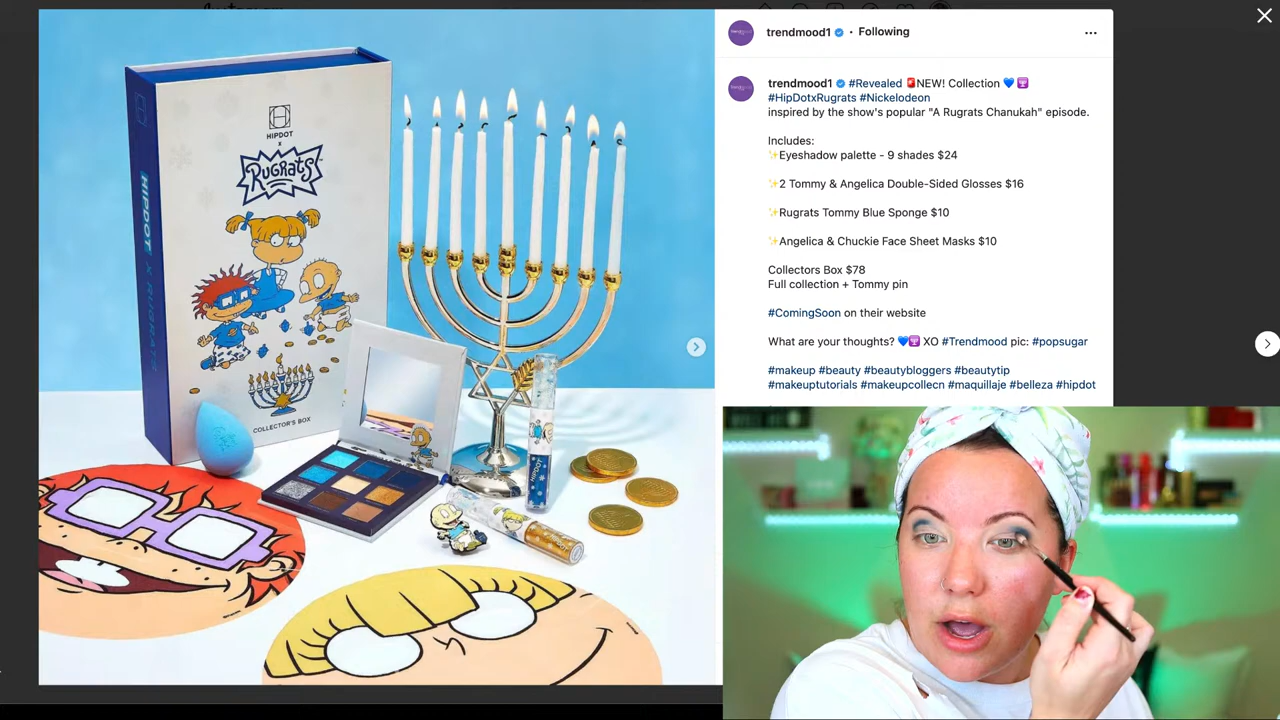 HIPDOT
X
RUGRATS
HIPDOT X RUGRATS
COLLECTOR'S BOX
HIPDOT
HIPDOT
trendmood1 • Following
...
trendmood1 #Revealed 🚨NEW! Collection 💙🕎
#HipDotxRugrats #Nickelodeon
inspired by the show's popular "A Rugrats Chanukah" episode.
Includes:
✨Eyeshadow palette - 9 shades $24
✨2 Tommy & Angelica Double-Sided Glosses $16
✨Rugrats Tommy Blue Sponge $10
✨Angelica & Chuckie Face Sheet Masks $10
Collectors Box $78
Full collection + Tommy pin
#ComingSoon on their website
What are your thoughts? 💙🕎 XO #Trendmood pic: #popsugar
#makeup #beauty #beautybloggers #beautytip
#makeuptutorials #makeupcollecn #maquillaje #belleza #hipdot